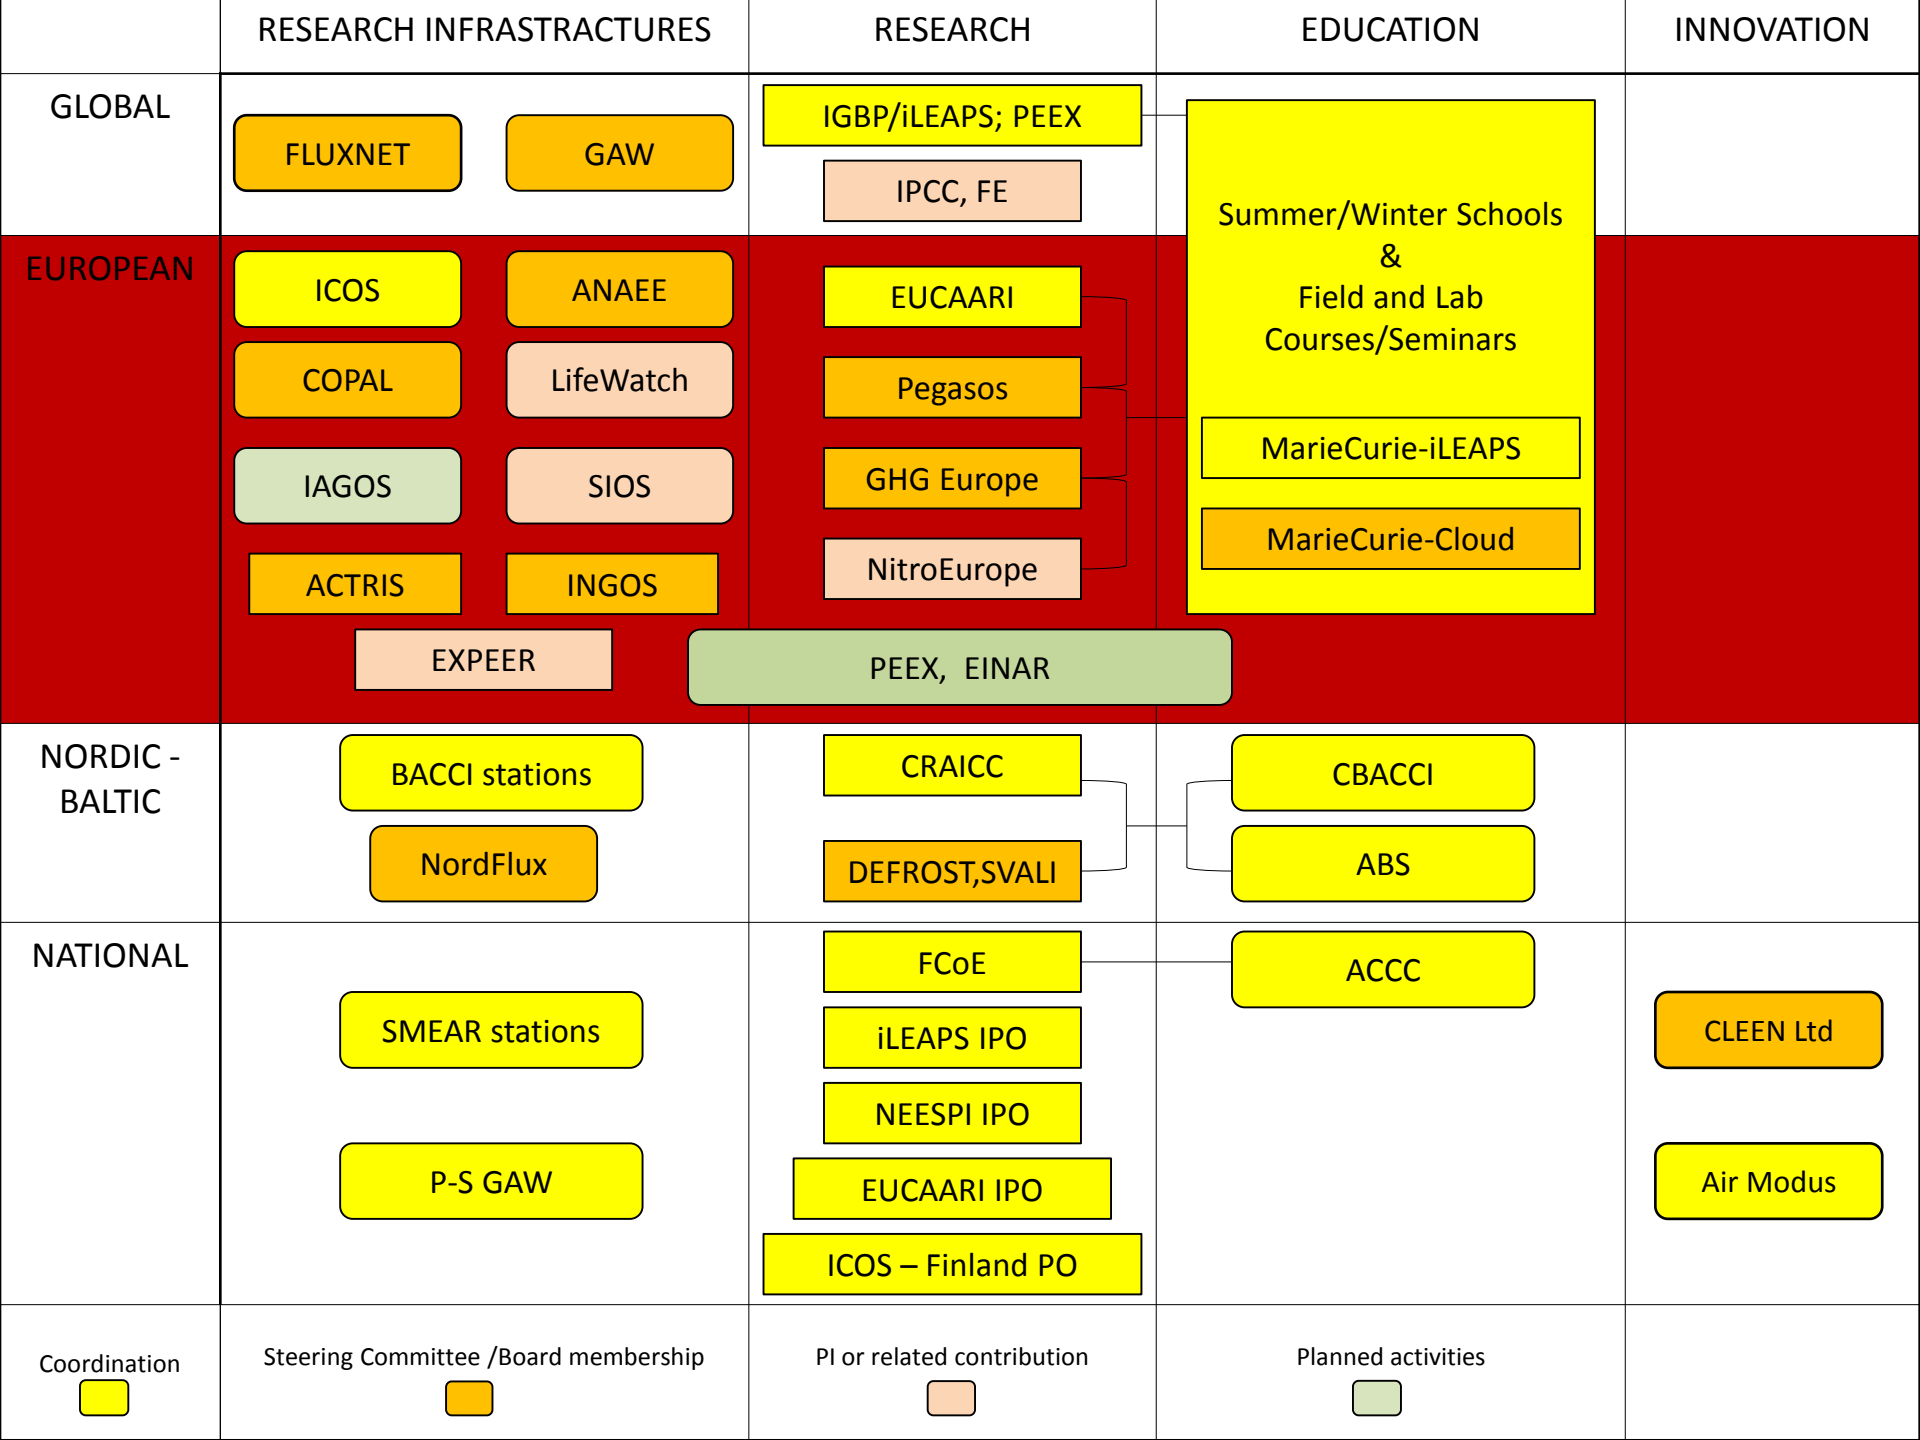 RESEARCH INFRASTRACTURES
RESEARCH
EDUCATION
INNOVATION
GLOBAL
FLUXNET
GAW
IGBP/iLEAPS; PEEX
IPCC, FE
Summer/Winter Schools
&
Field and Lab
Courses/Seminars
MarieCurie-iLEAPS
MarieCurie-Cloud
EUROPEAN
ICOS
ANAEE
COPAL
LifeWatch
IAGOS
SIOS
ACTRIS
INGOS
EXPEER
EUCAARI
Pegasos
GHG Europe
NitroEurope
PEEX, EINAR
NORDIC -
BALTIC
BACCI stations
NordFlux
CRAICC
DEFROST,SVALI
CBACCI
ABS
NATIONAL
SMEAR stations
P-S GAW
FCoE
iLEAPS IPO
NEESPI IPO
EUCAARI IPO
ICOS – Finland PO
ACCC
CLEEN Ltd
Air Modus
Coordination
Steering Committee /Board membership
PI or related contribution
Planned activities